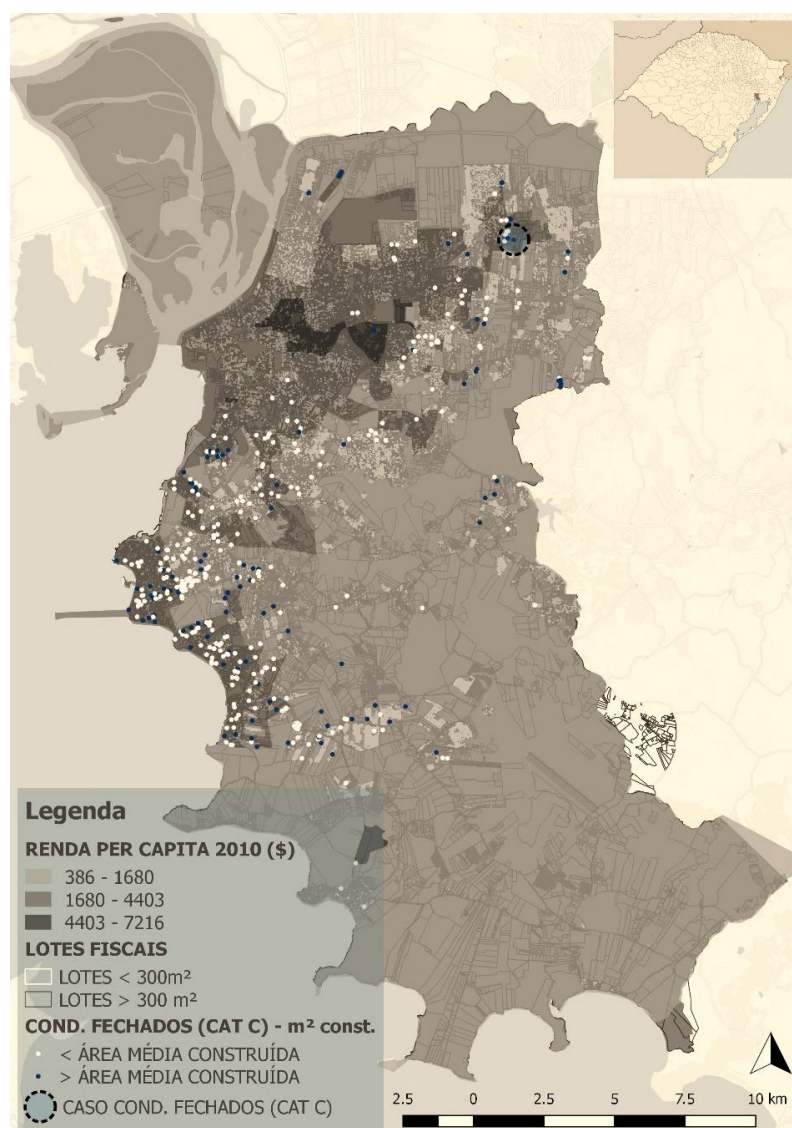 Legenda
RENDA PER CAPITA 2010 ($)
386 - 1680
1680 - 4403
4403 - 7216
LOTES FISCAIS
LOTES < 300m²
LOTES > 300 m²
COND. FECHADOS (CAT C) - m² const.
< ÁREA MÉDIA CONSTRUÍDA
> ÁREA MÉDIA CONSTRUÍDA
CASO COND. FECHADOS (CAT C)
2.5 0 2.5 5 7.5 10 km